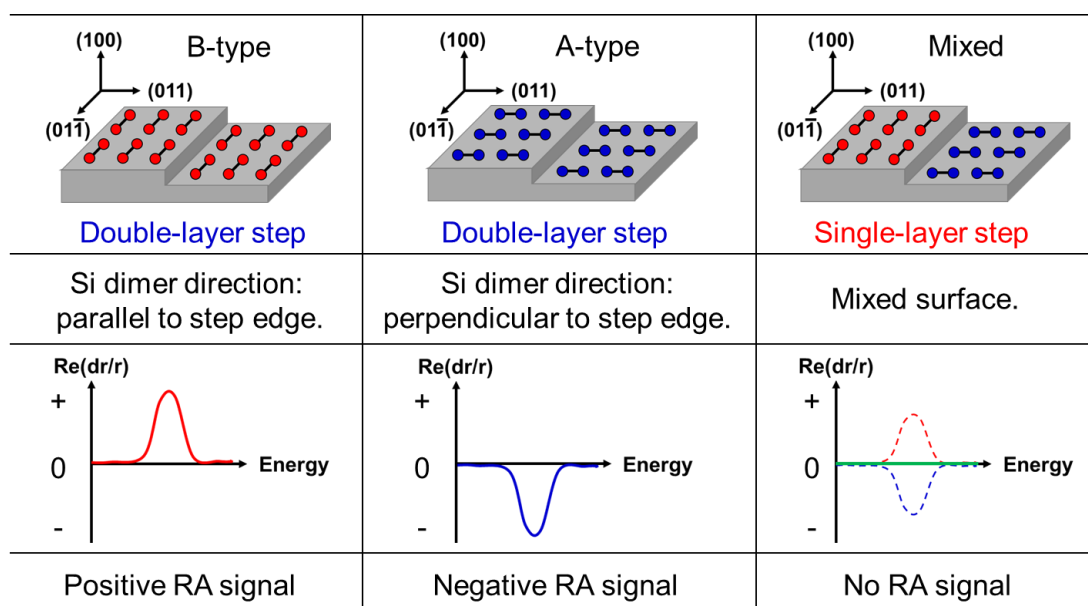 B-type
(100)
(011)
(011̅)
Double-layer step
A-type
(100)
(011)
(011̅)
Double-layer step
Mixed
(100)
(011)
(011̅)
Single-layer step
Si dimer direction:
parallel to step edge.
Si dimer direction:
perpendicular to step edge.
Mixed surface.
Re(dr/r)
+
0
-
Energy
Re(dr/r)
+
0
-
Energy
Re(dr/r)
+
0
-
Energy
Positive RA signal
Negative RA signal
No RA signal